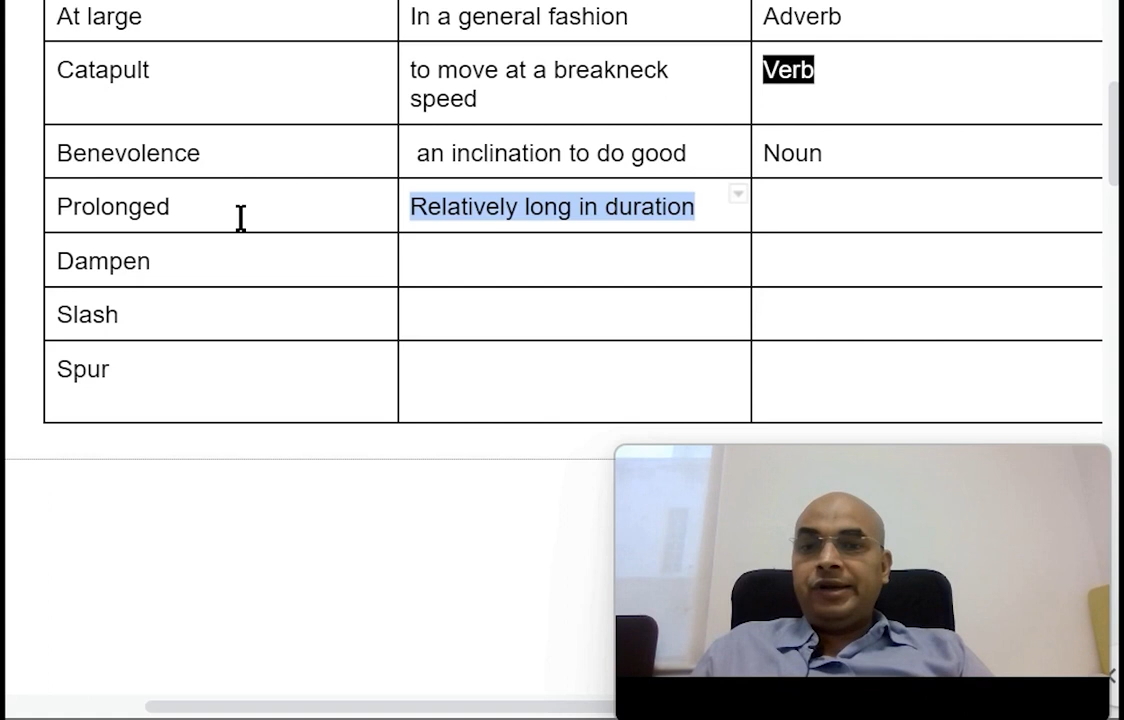 At large In a general fashion Adverb
Catapult to move at a breakneck Verb
speed
Benevolence an inclination to do good Noun
Prolonged Relatively long in duration
Dampen
Slash
Spur